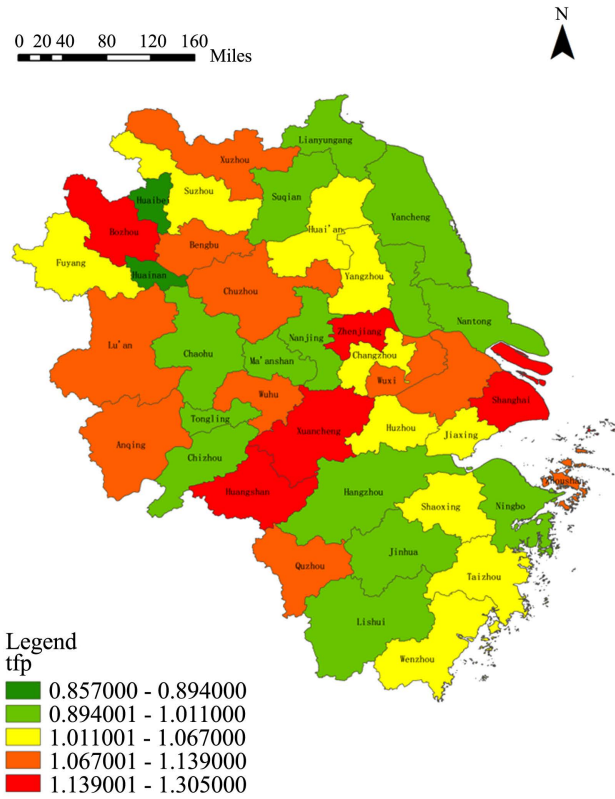 N
0 20 40 80 120 160
Miles
Lianyungang
Xuzhou
Suzhou
Suqian
Huaibe
Yancheng
Bozhou
Huai'an
Bengbu
Fuyang
Huainan
Yangzhou
Chuzhou
Nantong
Zhenjiang
Nanjing
Lu'an
Chaohu
Changzhou
Ma'anshan
Wuxi
Wuhu
Shanghai
Tongling
Xuancheng
Huzhou
Jiaxing
Anqing
Chizhou
Zhoushan
Huangshan
Hangzhou
Shaoxing
Ningbo
Jinhua
Quzhou
Taizhou
Lishui
Wenzhou
Legend
tfp
0.857000 - 0.894000
0.894001 - 1.011000
1.011001 - 1.067000
1.067001 - 1.139000
1.139001 - 1.305000